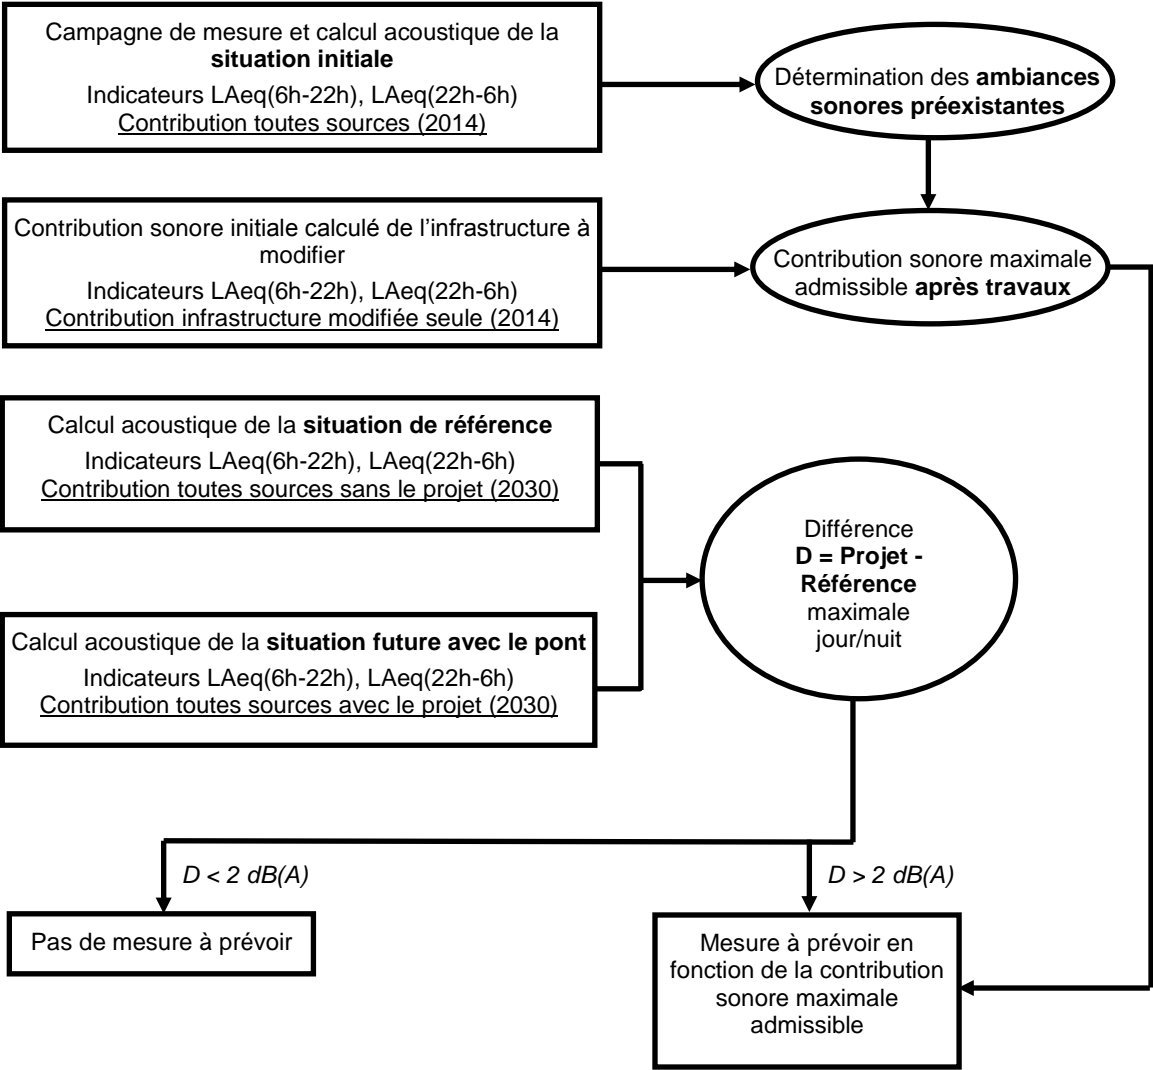 Campagne de mesure et calcul acoustique de la
situation initiale
Indicateurs LAeq(6h-22h), LAeq(22h-6h)
Contribution toutes sources (2014)
Détermination des ambiances
sonores préexistantes
Contribution sonore initiale calculé de l'infrastructure à
modifier
Indicateurs LAeq(6h-22h), LAeq(22h-6h)
Contribution infrastructure modifiée seule (2014)
Contribution sonore maximale
admissible après travaux
Calcul acoustique de la situation de référence
Indicateurs LAeq(6h-22h), LAeq(22h-6h)
Contribution toutes sources sans le projet (2030)
Calcul acoustique de la situation future avec le pont
Indicateurs LAeq(6h-22h), LAeq(22h-6h)
Contribution toutes sources avec le projet (2030)
Différence
D = Projet -
Référence
maximale
jour/nuit
D < 2 dB(A)
D > 2 dB(A)
Pas de mesure à prévoir
Mesure à prévoir en
fonction de la contribution
sonore maximale
admissible